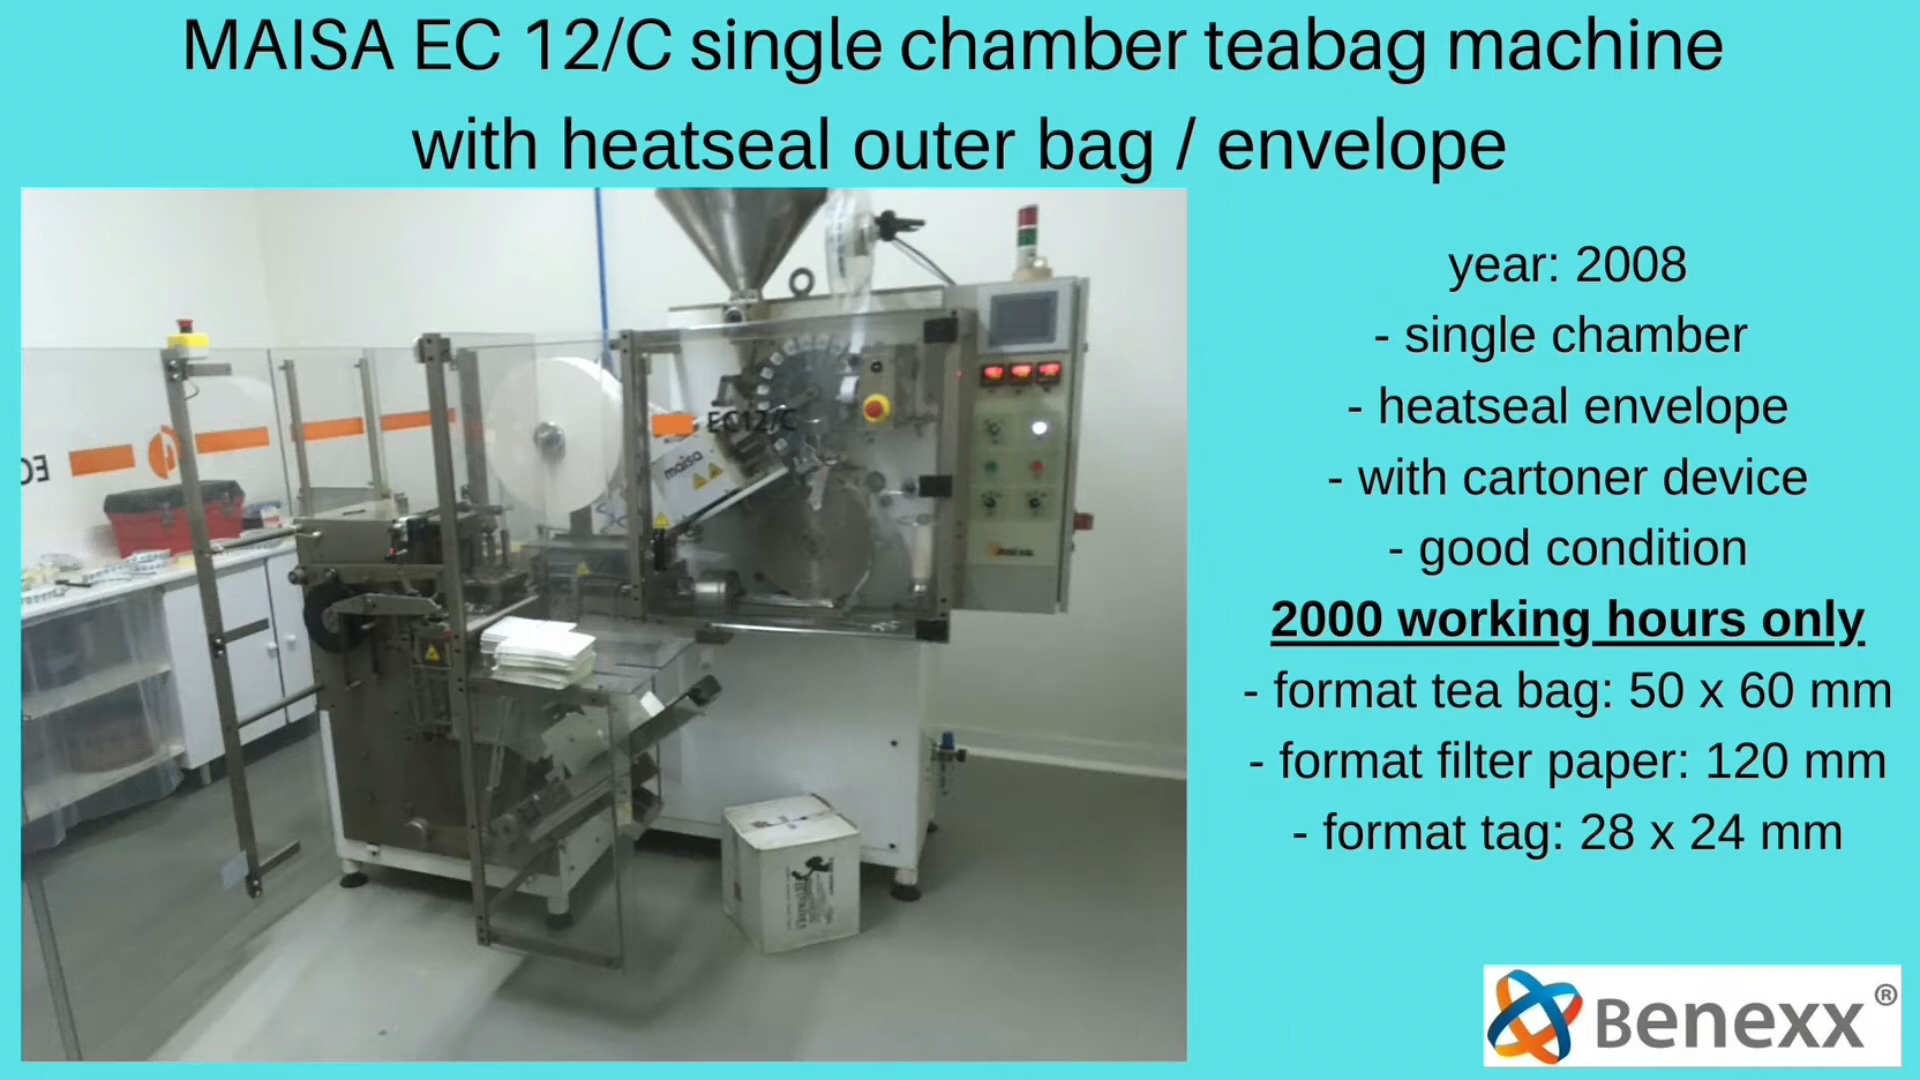 MAISA EC 12/C single chamber teabag machine
with heatseal outer bag / envelope
year: 2008
- single chamber
- heatseal envelope
- with cartoner device
- good condition
2000 working hours only
- format tea bag: 50 x 60 mm
- format filter paper: 120 mm
- format tag: 28 x 24 mm
EC12/C
maisa
EC
maisa
Benexx®